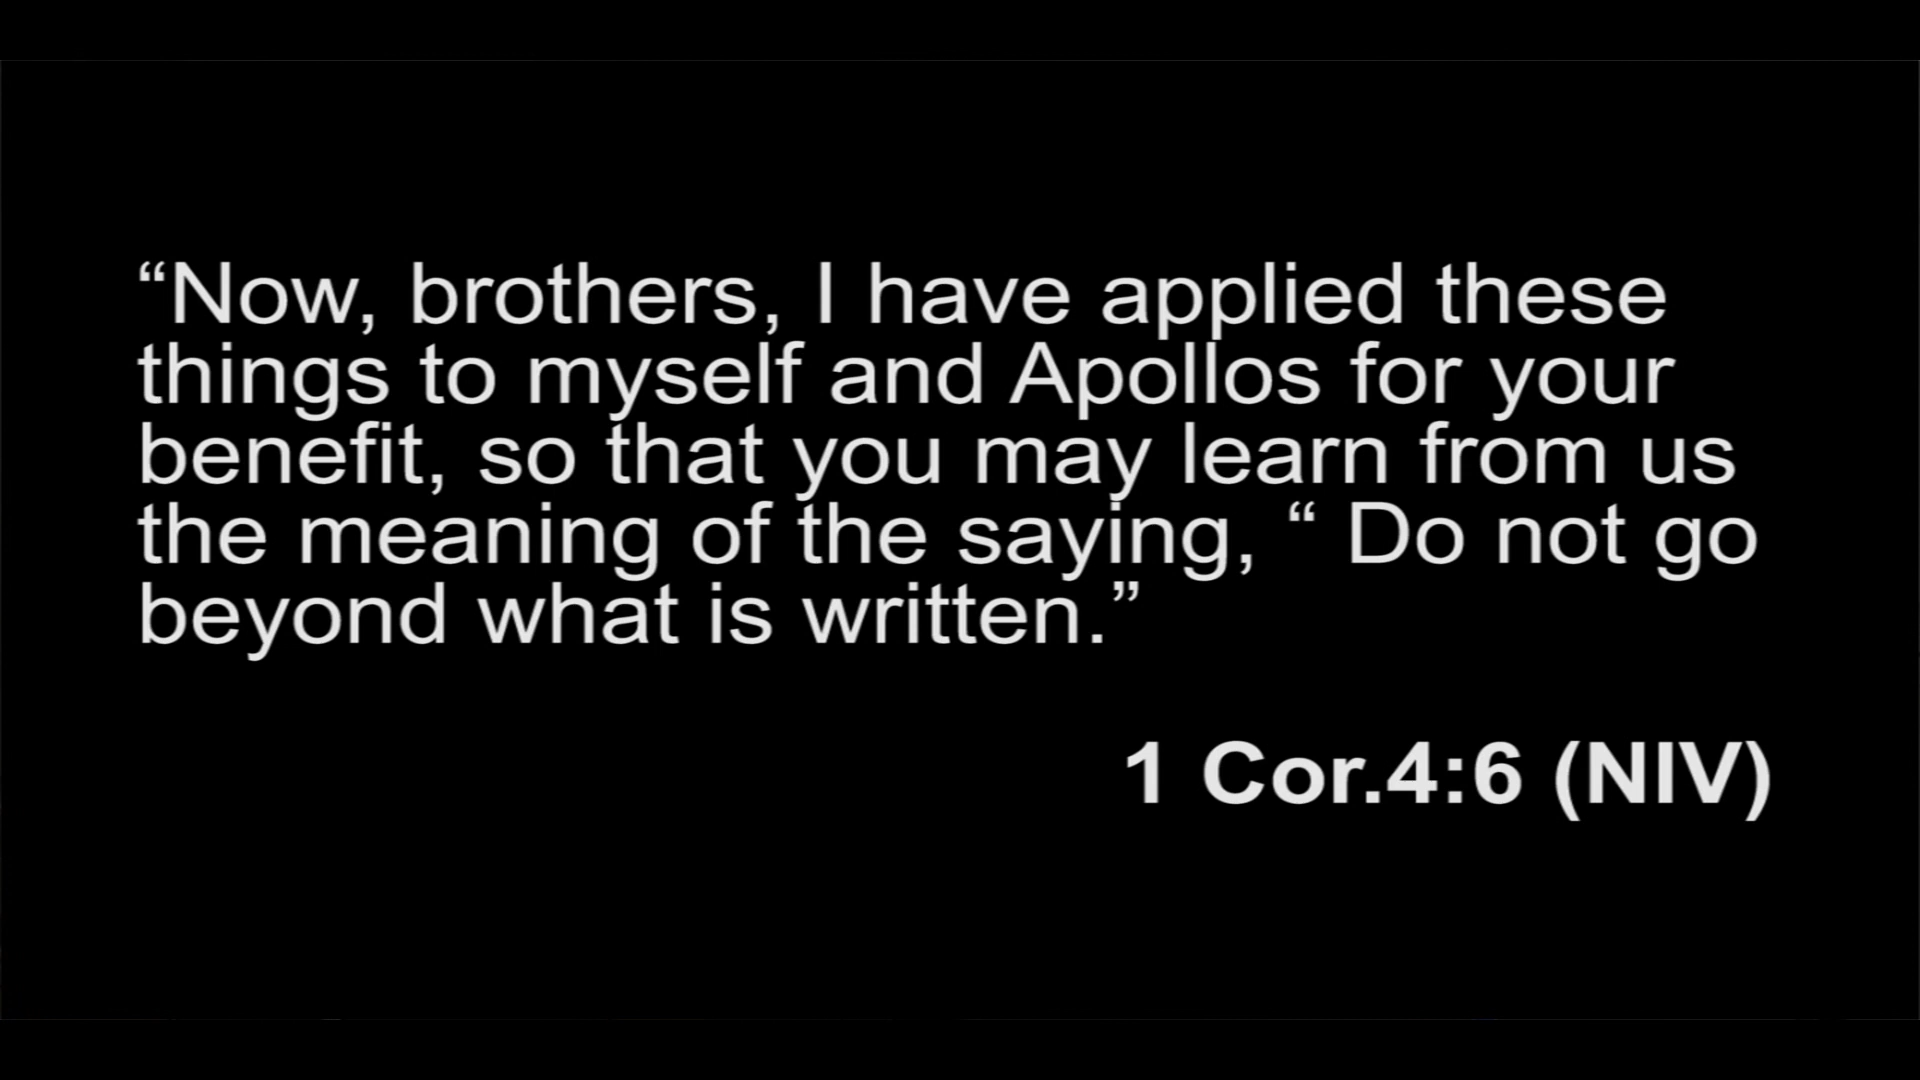 “Now, brothers, I have applied these
things to myself and Apollos for your
benefit, so that you may learn from us
the meaning of the saying, “ Do not go
beyond what is written.”
1 Cor.4:6 (NIV)